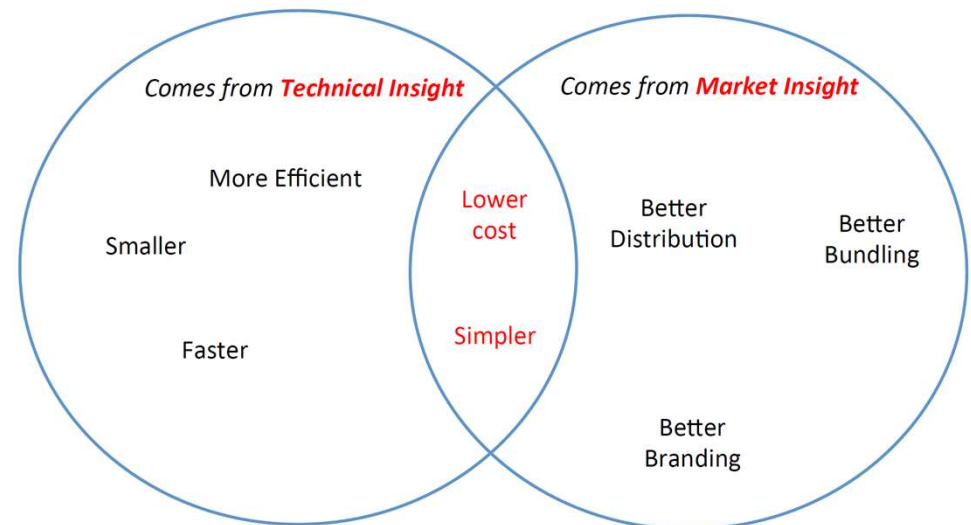 Comes from Technical Insight
Comes from Market Insight
More Efficient
Smaller
Faster
Lower
cost
Simpler
Better
Distribution
Better
Bundling
Better
Branding